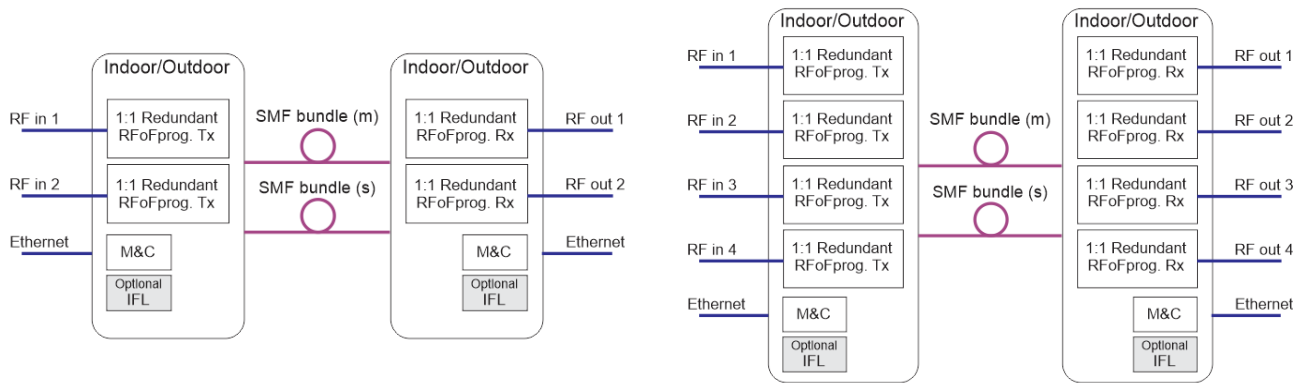 Indoor/Outdoor
Indoor/Outdoor
RF in 1
1:1 Redundant
RFoFprog. Tx
SMF bundle (m)
1:1 Redundant
RFoFprog. Rx
RF out 1
RF in 2
1:1 Redundant
RFoFprog. Tx
SMF bundle (s)
1:1 Redundant
RFoFprog. Rx
RF out 2
Ethernet
M&C
M&C
Ethernet
Optional
IFL
Optional
IFL
Indoor/Outdoor
Indoor/Outdoor
RF in 1
1:1 Redundant
RFoFprog. Tx
1:1 Redundant
RFoFprog. Rx
RF out 1
RF in 2
1:1 Redundant
RFoFprog. Tx
SMF bundle (m)
1:1 Redundant
RFoFprog. Rx
RF out 2
RF in 3
1:1 Redundant
RFoFprog. Tx
SMF bundle (s)
1:1 Redundant
RFoFprog. Rx
RF out 3
RF in 4
1:1 Redundant
RFoFprog. Tx
1:1 Redundant
RFoFprog. Rx
RF out 4
Ethernet
M&C
M&C
Ethernet
Optional
IFL
Optional
IFL